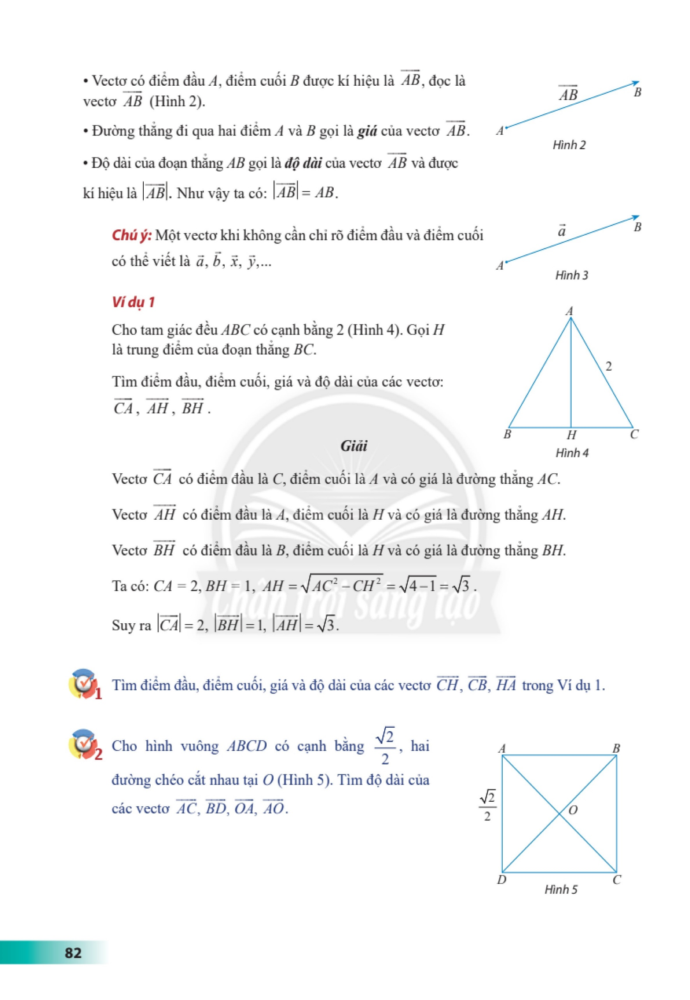 • Vectơ có điểm đầu A, điểm cuối B được kí hiệu là $\overrightarrow{AB}$, đọc là
vectơ $\overrightarrow{AB}$ (Hình 2).
• Đường thẳng đi qua hai điểm A và B gọi là giá của vectơ $\overrightarrow{AB}$.
• Độ dài của đoạn thẳng AB gọi là độ dài của vectơ $\overrightarrow{AB}$ và được
kí hiệu là $|\overrightarrow{AB}|$. Như vậy ta có: $|\overrightarrow{AB}| = AB$.
$\overrightarrow{AB}$
B
A
Hình 2
Chú ý: Một vectơ khi không cần chỉ rõ điểm đầu và điểm cuối
có thể viết là $\vec{a}, \vec{b}, \vec{x}, \vec{y}$,...
$\vec{a}$
B
A
Hình 3
Ví dụ 1
Cho tam giác đều ABC có cạnh bằng 2 (Hình 4). Gọi H
là trung điểm của đoạn thẳng BC.
Tìm điểm đầu, điểm cuối, giá và độ dài của các vectơ:
$\overrightarrow{CA}$, $\overrightarrow{AH}$, $\overrightarrow{BH}$.
A
2
B
H
C
Hình 4
Giải
Vectơ $\overrightarrow{CA}$ có điểm đầu là C, điểm cuối là A và có giá là đường thẳng AC.
Vectơ $\overrightarrow{AH}$ có điểm đầu là A, điểm cuối là H và có giá là đường thẳng AH.
Vectơ $\overrightarrow{BH}$ có điểm đầu là B, điểm cuối là H và có giá là đường thẳng BH.
Ta có: $CA = 2, BH = 1, AH = \sqrt{AC^2 - CH^2} = \sqrt{4-1} = \sqrt{3}$.
Suy ra $|\overrightarrow{CA}| = 2, |\overrightarrow{BH}| = 1, |\overrightarrow{AH}| = \sqrt{3}$.
Chân trời sáng tạo
1 Tìm điểm đầu, điểm cuối, giá và độ dài của các vectơ $\overrightarrow{CH}$, $\overrightarrow{CB}$, $\overrightarrow{HA}$ trong Ví dụ 1.
2 Cho hình vuông ABCD có cạnh bằng $\frac{\sqrt{2}}{2}$, hai
đường chéo cắt nhau tại O (Hình 5). Tìm độ dài của
các vectơ $\overrightarrow{AC}$, $\overrightarrow{BD}$, $\overrightarrow{OA}$, $\overrightarrow{AO}$.
A
B
$\frac{\sqrt{2}}{2}$
O
D
C
Hình 5
82